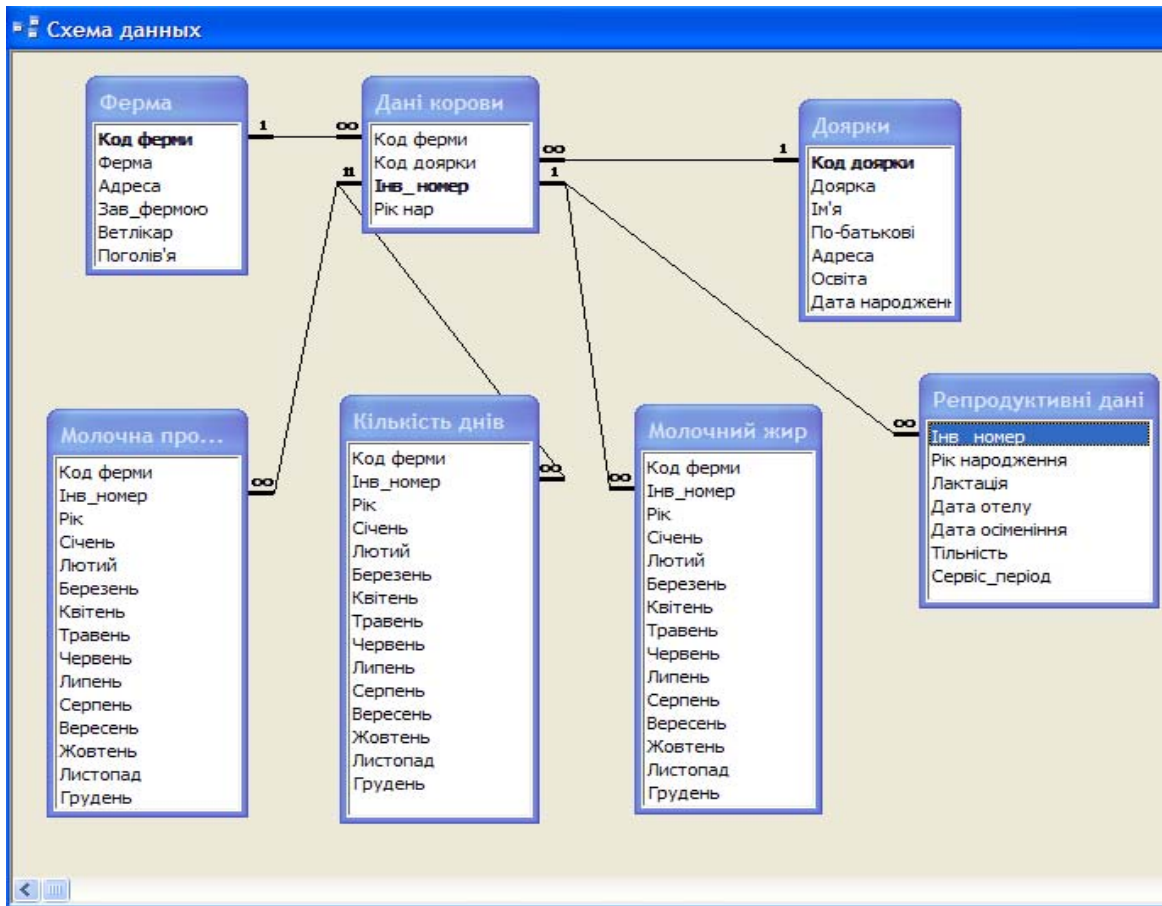 Схема данных
Ферма
Код ферми
Ферма
Адреса
Зав_фермою
Ветлікар
Поголів'я
1
∞
Дані корови
Код ферми
Код доярки
Інв_номер
Рік нар
11
∞
1
1
Доярки
Код доярки
Доярка
Ім'я
По-батькові
Адреса
Освіта
Дата народженн
Молочна про...
Код ферми
Інв_номер
Рік
Січень
Лютий
Березень
Квітень
Травень
Червень
Липень
Серпень
Вересень
Жовтень
Листопад
Грудень
∞
Кількість днів
Код ферми
Інв_номер
Рік
Січень
Лютий
Березень
Квітень
Травень
Червень
Липень
Серпень
Вересень
Жовтень
Листопад
Грудень
∞
∞
Молочний жир
Код ферми
Інв_номер
Рік
Січень
Лютий
Березень
Квітень
Травень
Червень
Липень
Серпень
Вересень
Жовтень
Листопад
Грудень
∞
Репродуктивні дані
Інв_номер
Рік народження
Лактація
Дата отелу
Дата осіменіння
Тільність
Сервіс_період